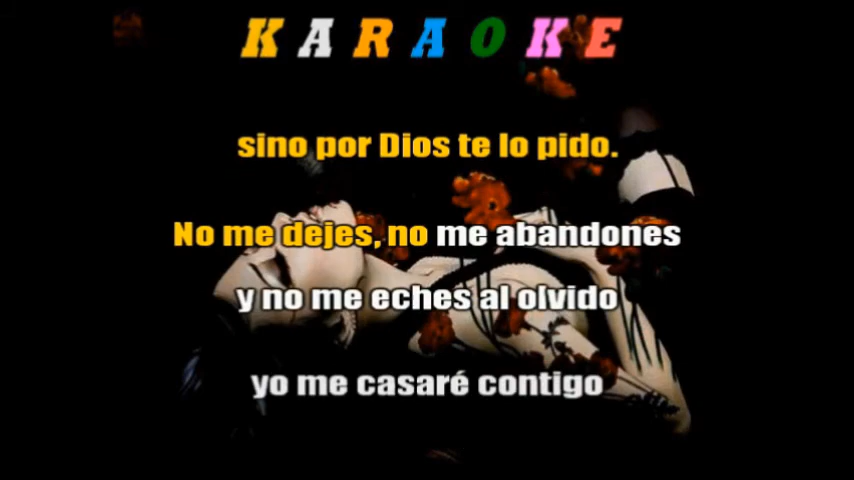 KARAOKE
sino por Dios te lo pido.
No me dejes, no me abandones
y no me eches al olvido
yo me casaré contigo